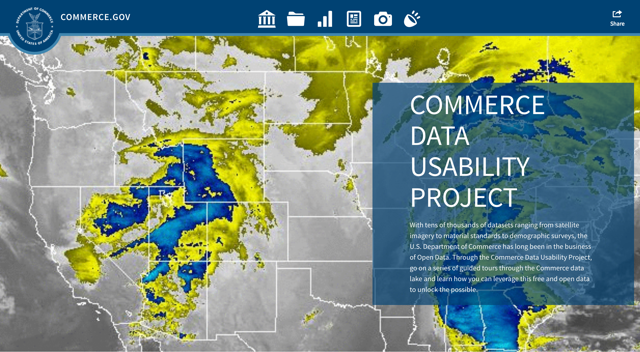 COMMERCE.GOV
Share
COMMERCE
DATA
USABILITY
PROJECT
With tens of thousands of datasets ranging from satellite
imagery to material standards to demographic surveys, the
U.S. Department of Commerce has long been in the business
of Open Data. Through the Commerce Data Usability Project,
go on a series of guided tours through the Commerce data
lake and learn how you can leverage this free and open data
to unlock the possible.